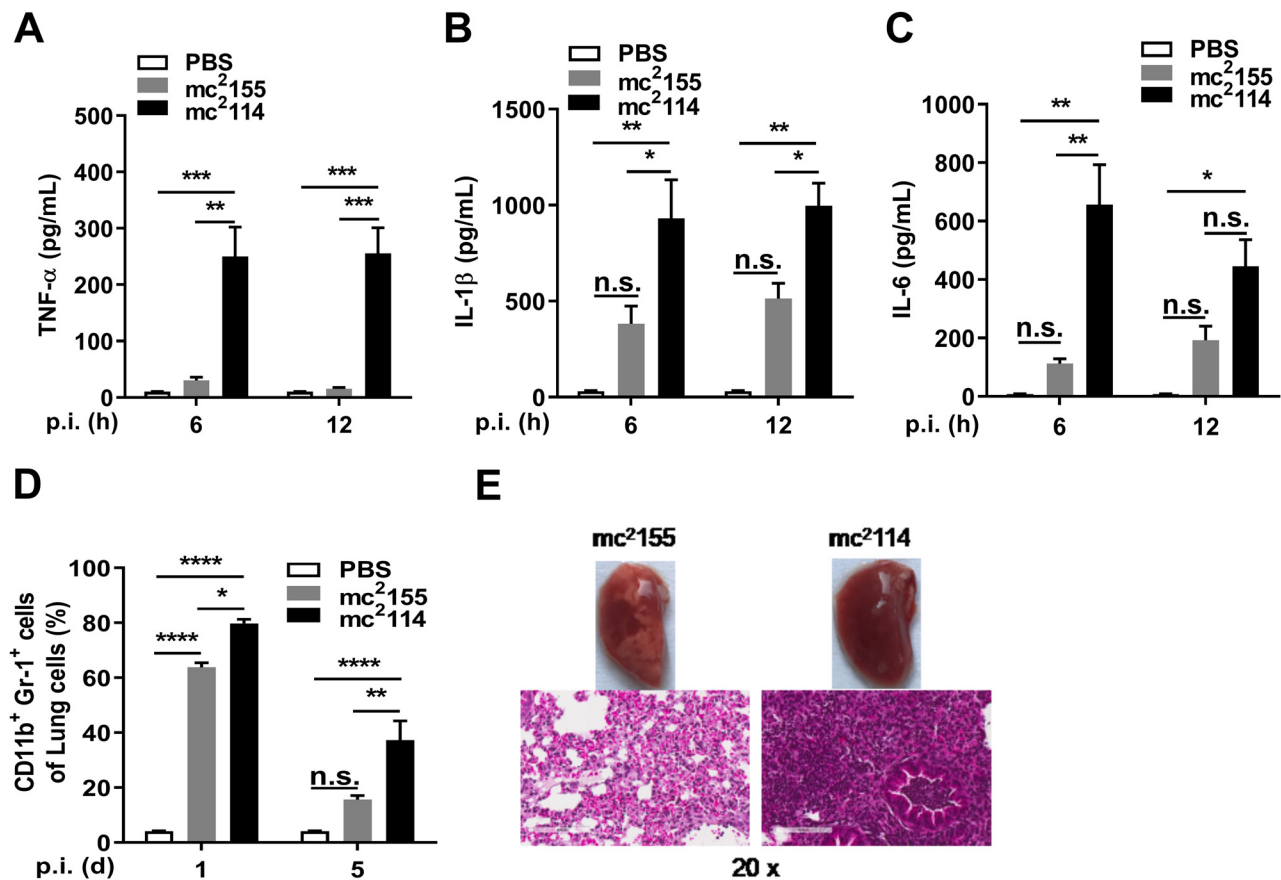 A
PBS
mc²155
mc²114
TNF-α (pg/mL)
500
400
300
200
100
0
***
**
***
***
p.i. (h)
6
12
B
PBS
mc²155
mc²114
IL-1β (pg/mL)
1500
1000
500
0
**
*
n.s.
**
*
n.s.
p.i. (h)
6
12
C
PBS
mc²155
mc²114
IL-6 (pg/mL)
1000
800
600
400
200
0
**
**
n.s.
*
n.s.
n.s.
p.i. (h)
6
12
D
PBS
mc²155
mc²114
CD11b⁺ Gr-1⁺ cells
of Lung cells (%)
100
80
60
40
20
0
****
*
****
****
**
n.s.
p.i. (d)
1
5
E
mc²155
mc²114
20 x